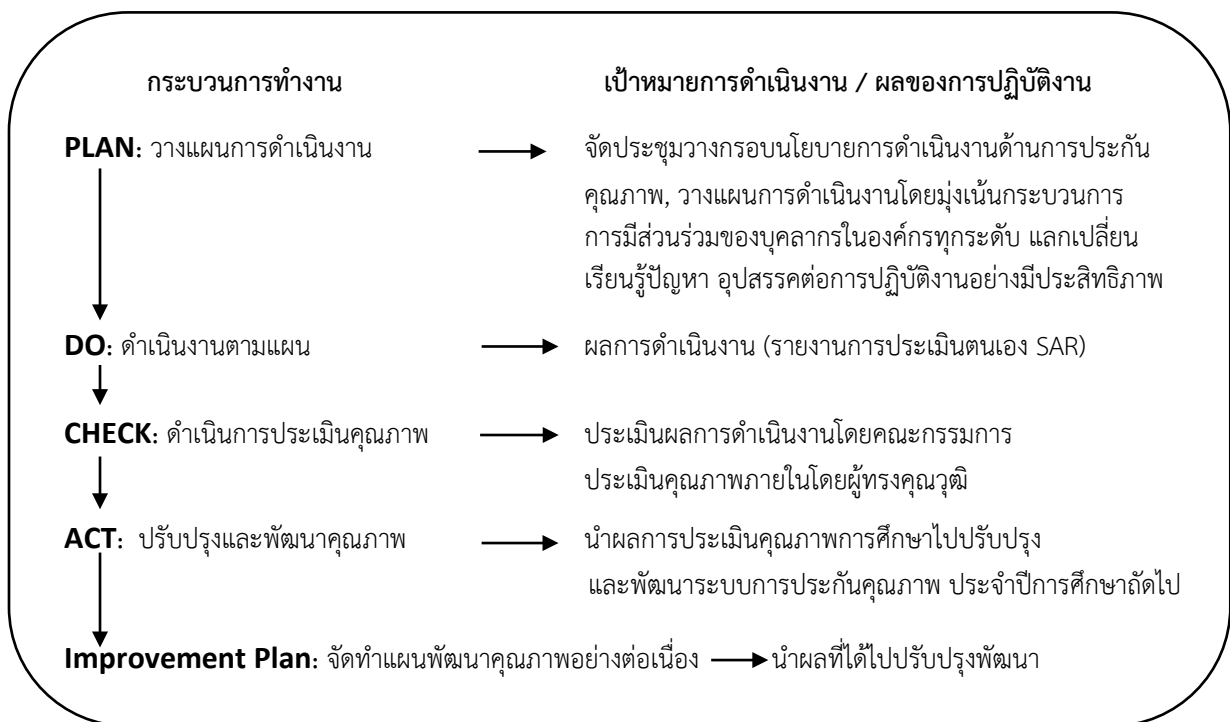 กระบวนการทำงาน เป้าหมายการดำเนินงาน / ผลของการปฏิบัติงาน
PLAN: วางแผนการดำเนินงาน จัดประชุมวางกรอบนโยบายการดำเนินงานด้านการประกัน
คุณภาพ, วางแผนการดำเนินงานโดยมุ่งเน้นกระบวนการ
การมีส่วนร่วมของบุคลากรในองค์กรทุกระดับ แลกเปลี่ยน
เรียนรู้ปัญหา อุปสรรคต่อการปฏิบัติงานอย่างมีประสิทธิภาพ
DO: ดำเนินงานตามแผน ผลการดำเนินงาน (รายงานการประเมินตนเอง SAR)
CHECK: ดำเนินการประเมินคุณภาพ ประเมินผลการดำเนินงานโดยคณะกรรมการ
ประเมินคุณภาพภายในโดยผู้ทรงคุณวุฒิ
ACT: ปรับปรุงและพัฒนาคุณภาพ นำผลการประเมินคุณภาพการศึกษาไปปรับปรุง
และพัฒนาระบบการประกันคุณภาพ ประจำปีการศึกษาถัดไป
Improvement Plan: จัดทำแผนพัฒนาคุณภาพอย่างต่อเนื่อง นำผลที่ได้ไปปรับปรุงพัฒนา